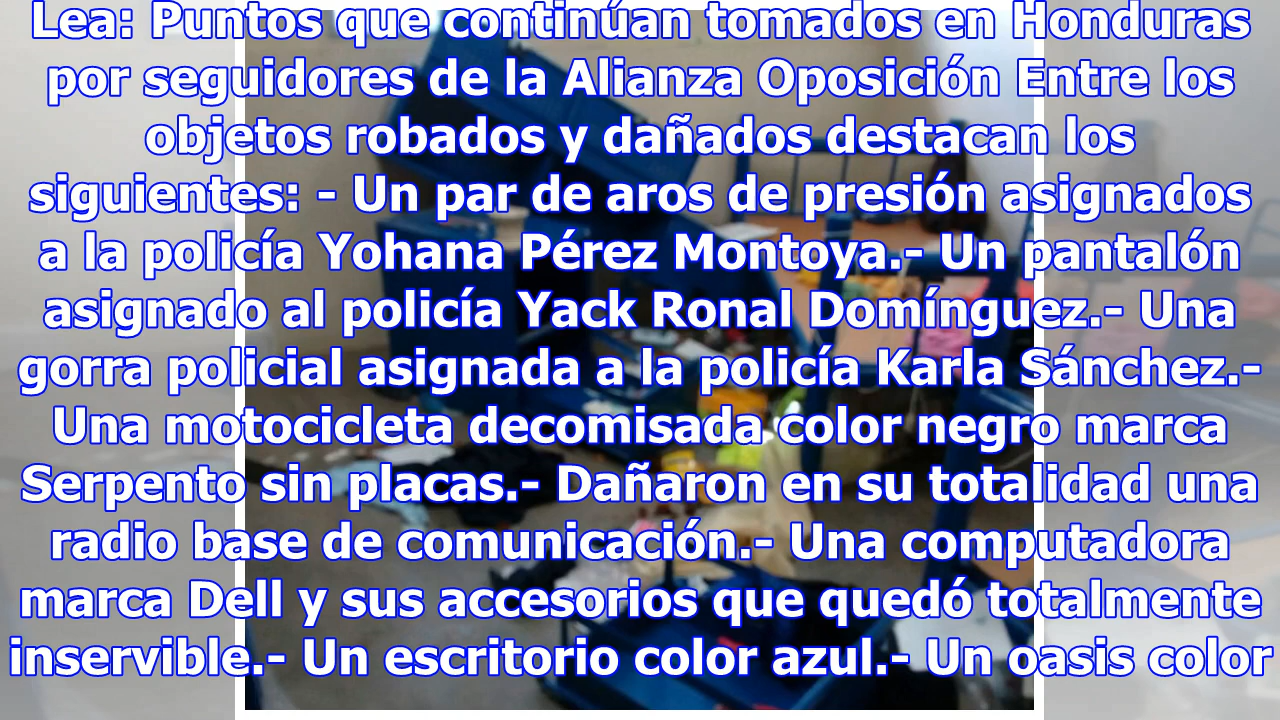 Lea: Puntos que continúan tomados en Honduras
por seguidores de la Alianza Oposición Entre los
objetos robados y dañados destacan los
siguientes: - Un par de aros de presión asignados
a la policía Yohana Pérez Montoya.- Un pantalón
asignado al policía Yack Ronal Domínguez.- Una
gorra policial asignada a la policía Karla Sánchez.-
Una motocicleta decomisada color negro marca
Serpento sin placas.- Dañaron en su totalidad una
radio base de comunicación.- Una computadora
marca Dell y sus accesorios que quedó totalmente
inservible.- Un escritorio color azul.- Un oasis color